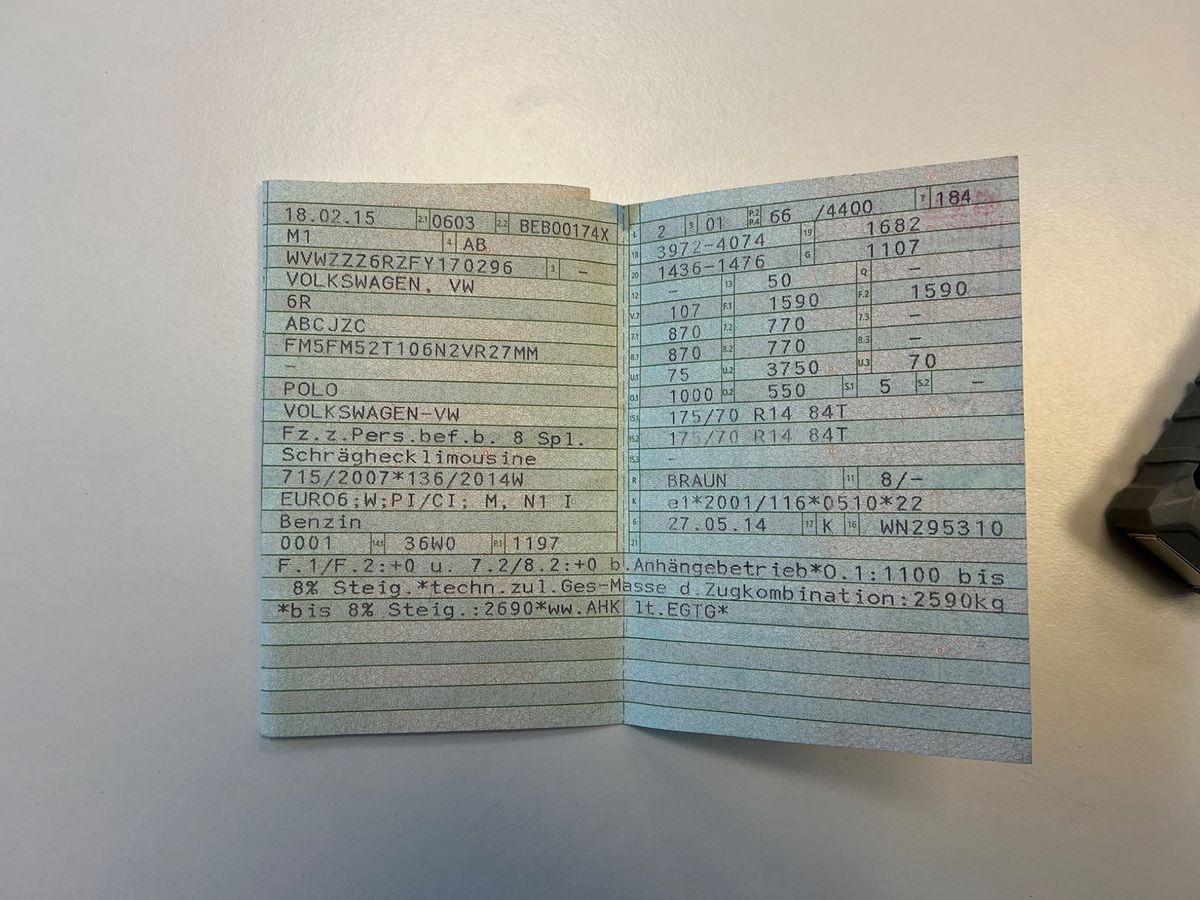 18.02.15 2.1 0603 2.2 BEB00174X
M1 4 AB
WVWZZZ6RZFY170296 3 –
VOLKSWAGEN, VW
6R
ABCJZC
FM5FM52T106N2VR27MM
–
POLO
VOLKSWAGEN-VW
Fz.z.Pers.bef.b. 8 Spl.
Schräghecklimousine
715/2007*136/2014W
EURO6;W;PI/CI; M, N1 I
Benzin
0001 14.1 36W0 P.1 1197
L 2 9 01 P.2 P.4 66 /4400 T 184
18 3972-4074 19 1682
20 1436-1476 G 1107
12 – 13 50 Q –
V.7 107 F.1 1590 F.2 1590
7.1 870 7.2 770 7.3 –
8.1 870 8.2 770 8.3 –
U.1 75 U.2 3750 U.3 70
O.1 1000 O.2 550 S.1 5 S.2 –
15.1 175/70 R14 84T
15.2 175/70 R14 84T
15.3 –
R BRAUN 11 8/–
K e1*2001/116*0510*22
6 27.05.14 17 K 16 WN295310
21
F.1/F.2:+0 u. 7.2/8.2:+0 b.Anhängebetrieb*O.1:1100 bis
8% Steig.*techn.zul.Ges-Masse d.Zugkombination:2590kg
*bis 8% Steig.:2690*ww.AHK lt.EGTG*